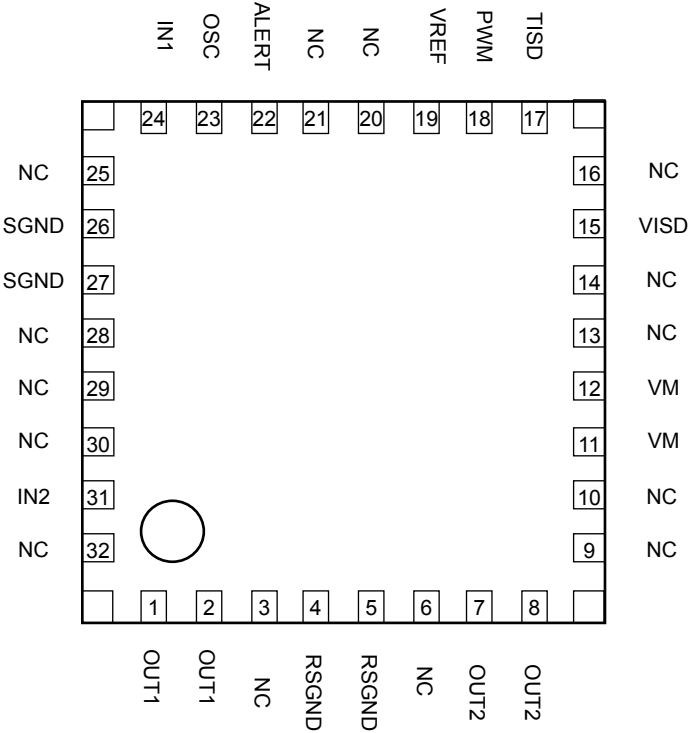 IN1 OSC ALERT NC NC VREF PWM TISD
24 23 22 21 20 19 18 17
NC 25 16 NC
SGND 26 15 VISD
SGND 27 14 NC
NC 28 13 NC
NC 29 12 VM
NC 30 11 VM
IN2 31 10 NC
NC 32 9 NC
1 2 3 4 5 6 7 8
OUT1 OUT1 NC RSGND RSGND NC OUT2 OUT2